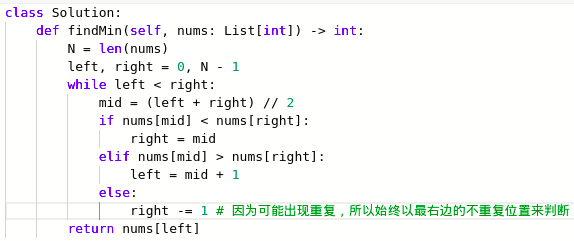 class Solution:
    def findMin(self, nums: List[int]) -> int:
        N = len(nums)
        left, right = 0, N - 1
        while left < right:
            mid = (left + right) // 2
            if nums[mid] < nums[right]:
                right = mid
            elif nums[mid] > nums[right]:
                left = mid + 1
            else:
                right -= 1 # 因为可能出现重复，所以始终以最右边的不重复位置来判断
        return nums[left]